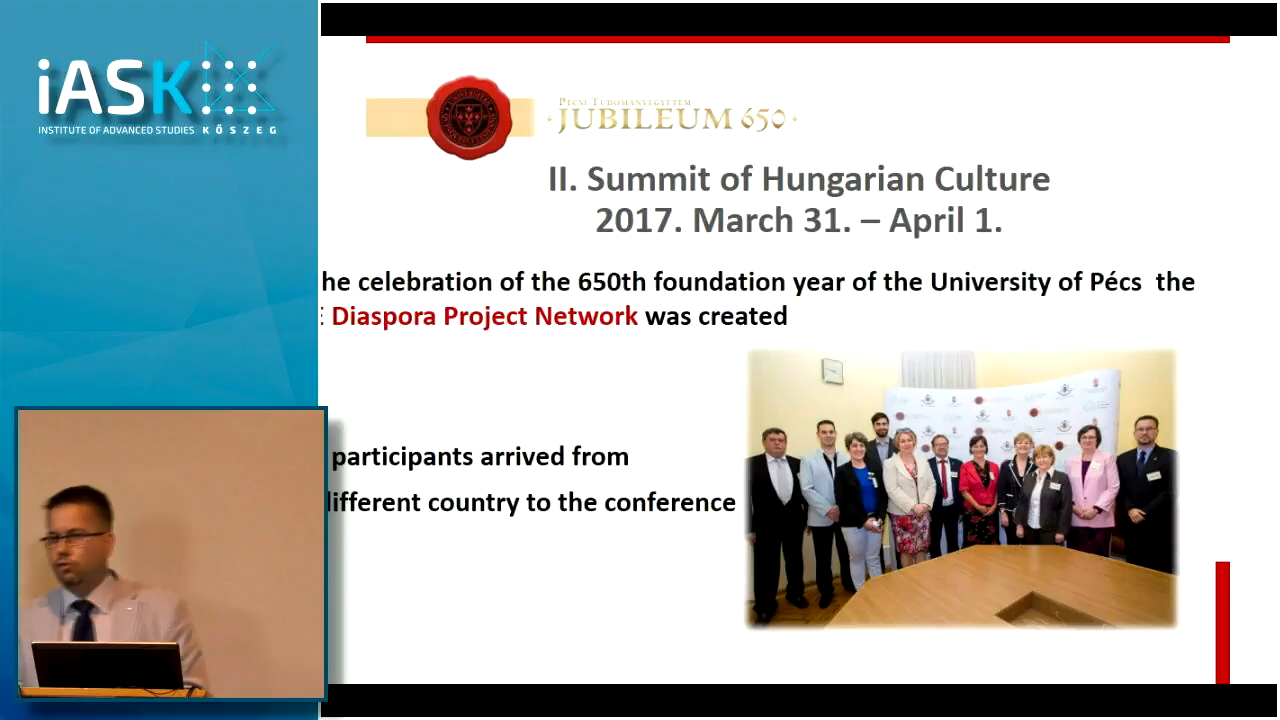 iASK
INSTITUTE OF ADVANCED STUDIES KŐSZEG
PÉCSI TUDOMÁNYEGYETEM
JUBILEUM 650
II. Summit of Hungarian Culture
2017. March 31. – April 1.
he celebration of the 650th foundation year of the University of Pécs the
Diaspora Project Network was created
participants arrived from
ifferent country to the conference